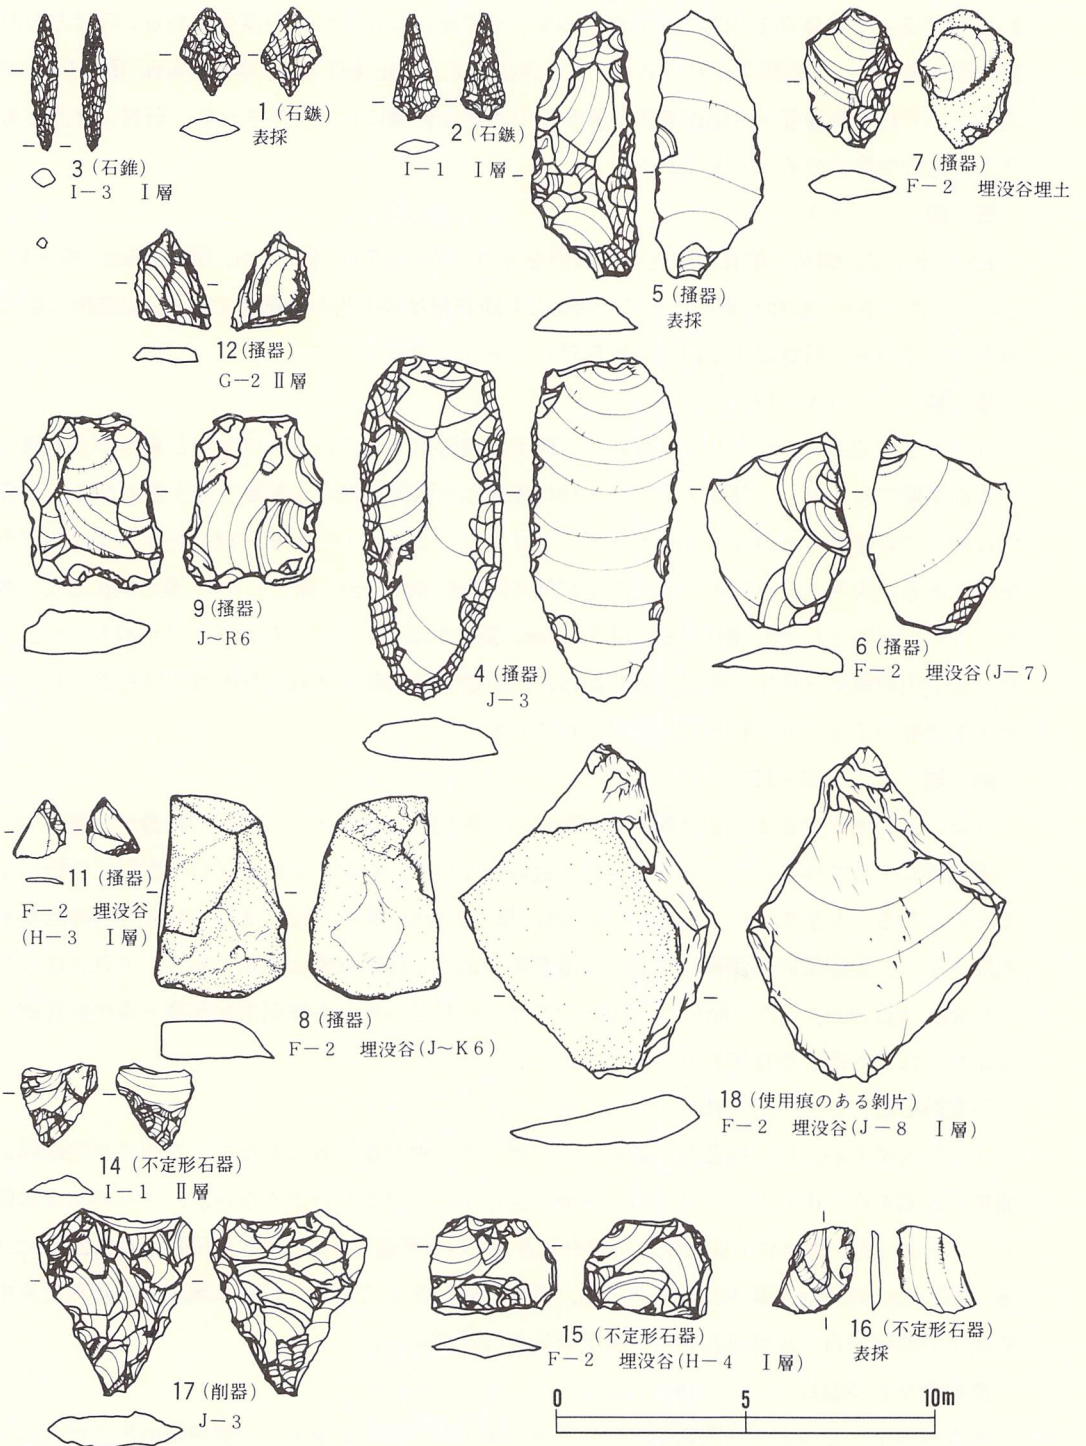 1 (石鏃)
表採
2 (石鏃)
I-1 I層
3 (石錐)
I-3 I層
7 (掻器)
F-2 埋没谷埋土
5 (掻器)
表採
12 (掻器)
G-2 II層
9 (掻器)
J~R6
4 (掻器)
J-3
6 (掻器)
F-2 埋没谷(J-7)
11 (掻器)
F-2 埋没谷
(H-3 I層)
8 (掻器)
F-2 埋没谷(J~K6)
18 (使用痕のある剝片)
F-2 埋没谷(J-8 I層)
14 (不定形石器)
I-1 II層
15 (不定形石器)
F-2 埋没谷(H-4 I層)
16 (不定形石器)
表採
17 (削器)
J-3
0 5 10m